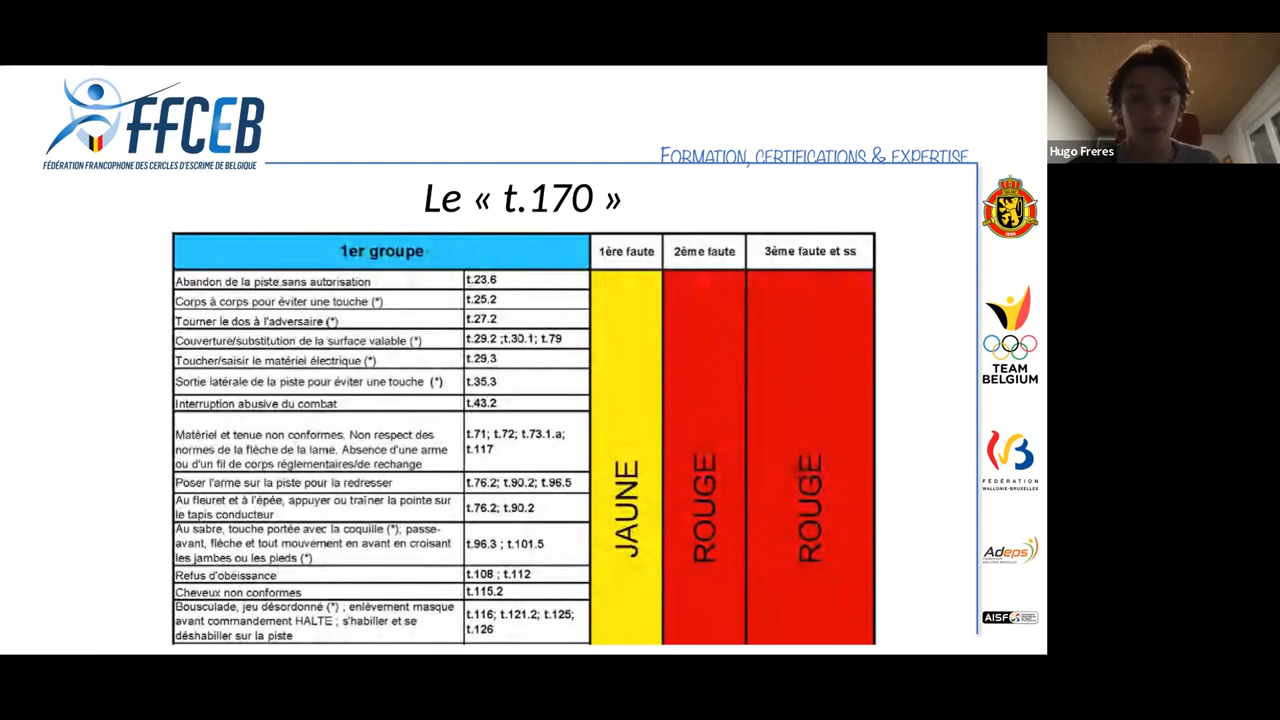 FFCEB
FÉDÉRATION FRANCOPHONE DES CERCLES D'ESCRIME DE BELGIQUE
FORMATION, CERTIFICATIONS & EXPERTISE
Hugo Freres
Le « t.170 »
1er groupe 1ère faute 2ème faute 3ème faute et ss
Abandon de la piste sans autorisation t.23.6
Corps à corps pour éviter une touche (*) t.25.2
Tourner le dos à l'adversaire (*) t.27.2
Couverture/substitution de la surface valable (*) t.29.2 ;t.30.1; t.79
Toucher/saisir le matériel électrique (*) t.29.3
Sortie latérale de la piste pour éviter une touche (*) t.35.3
Interruption abusive du combat t.43.2
Matériel et tenue non conformes. Non respect des
normes de la flèche de la lame. Absence d'une arme
ou d'un fil de corps réglementaires/de rechange
t.71; t.72; t.73.1.a;
t.117
Poser l'arme sur la piste pour la redresser t.76.2; t.90.2; t.96.5
Au fleuret et à l'épée, appuyer ou traîner la pointe sur
le tapis conducteur
t.76.2; t.90.2
Au sabre, touche portée avec la coquille (*); passe-
avant, flèche et tout mouvement en avant en croisant
les jambes ou les pieds (*)
t.96.3 ; t.101.5
Refus d'obéissance t.108 ; t.112
Cheveux non conformes t.115.2
Bousculade, jeu désordonné (*) ; enlèvement masque
avant commandement HALTE ; s'habiller et se
déshabiller sur la piste
t.116; t.121.2; t.125;
t.126
JAUNE
ROUGE
ROUGE
TEAM
BELGIUM
FÉDÉRATION
WALLONIE-BRUXELLES
Adeps
AISF